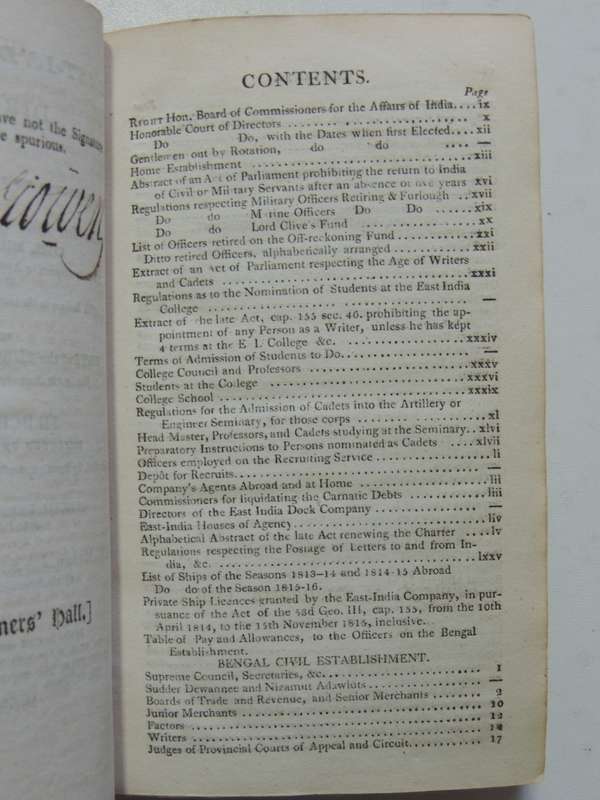 ve not the Signatu
e spurious.
ners' Hall.]
CONTENTS.
Page
RIGHT Hon. Board of Commissioners for the Affairs of India....ix
Honorable Court of Directors .................... x
Do Do, with the Dates when first Elected....xii
Gentlemen out by Rotation, do do .... —
Home Establishment ........................ xiii
Abstract of an Act of Parliament prohibiting the return to India
of Civil or Military Servants after an absence of five years xvi
Regulations respecting Military Officers Retiring & Furlough .. xvii
Do do Marine Officers Do Do ...... xix
Do do Lord Clive's Fund ............ xx
List of Officers retired on the Off-reckoning Fund ............xxi
Ditto retired Officers, alphabetically arranged ............xxii
Extract of an Act of Parliament respecting the Age of Writers
and Cadets ................................ xxxi
Regulations as to the Nomination of Students at the East India
College .................................. —
Extract of the late Act, cap. 155 sec. 46. prohibiting the ap-
pointment of any Person as a Writer, unless he has kept
4 terms at the E I. College &c. .................. xxxiv
Terms of Admission of Students to Do.................... —
College Council and Professors ........................ xxxv
Students at the College .............................. xxxvi
College School .................................... xxxix
Regulations for the Admission of Cadets into the Artillery or
Engineer Seminary, for those corps .................. xl
Head Master, Professors, and Cadets studying at the Seminary..xlvi
Preparatory Instructions to Persons nominated as Cadets ....xlvii
Officers employed on the Recruiting Service .............. li
Depôt for Recruits.................................... —
Company's Agents Abroad and at Home .................. lii
Commissioners for liquidating the Carnatic Debts .......... liii
Directors of the East India Dock Company .............. —
East-India Houses of Agency.......................... liv
Alphabetical Abstract of the late Act renewing the Charter .... lv
Regulations respecting the Postage of Letters to and from In-
dia, &c. .................................. lxxv
List of Ships of the Seasons 1813-14 and 1814-15 Abroad
Do do of the Season 1815-16.
Private Ship Licences granted by the East-India Company, in pur-
suance of the Act of the 53d Geo. III, cap. 155, from the 10th
April 1814, to the 15th November 1815, inclusive.
Table of Pay and Allowances, to the Officers on the Bengal
Establishment.
BENGAL CIVIL ESTABLISHMENT.
Supreme Council, Secretaries, &c........................ 1
Sudder Dewannee and Nizamut Adawluts .................. —
Boards of Trade and Revenue, and Senior Merchants ........ 2
Junior Merchants .................................. 10
Factors .......................................... 12
Writers ..........................................
Judges of Provincial Courts of Appeal and Circuit............ 17